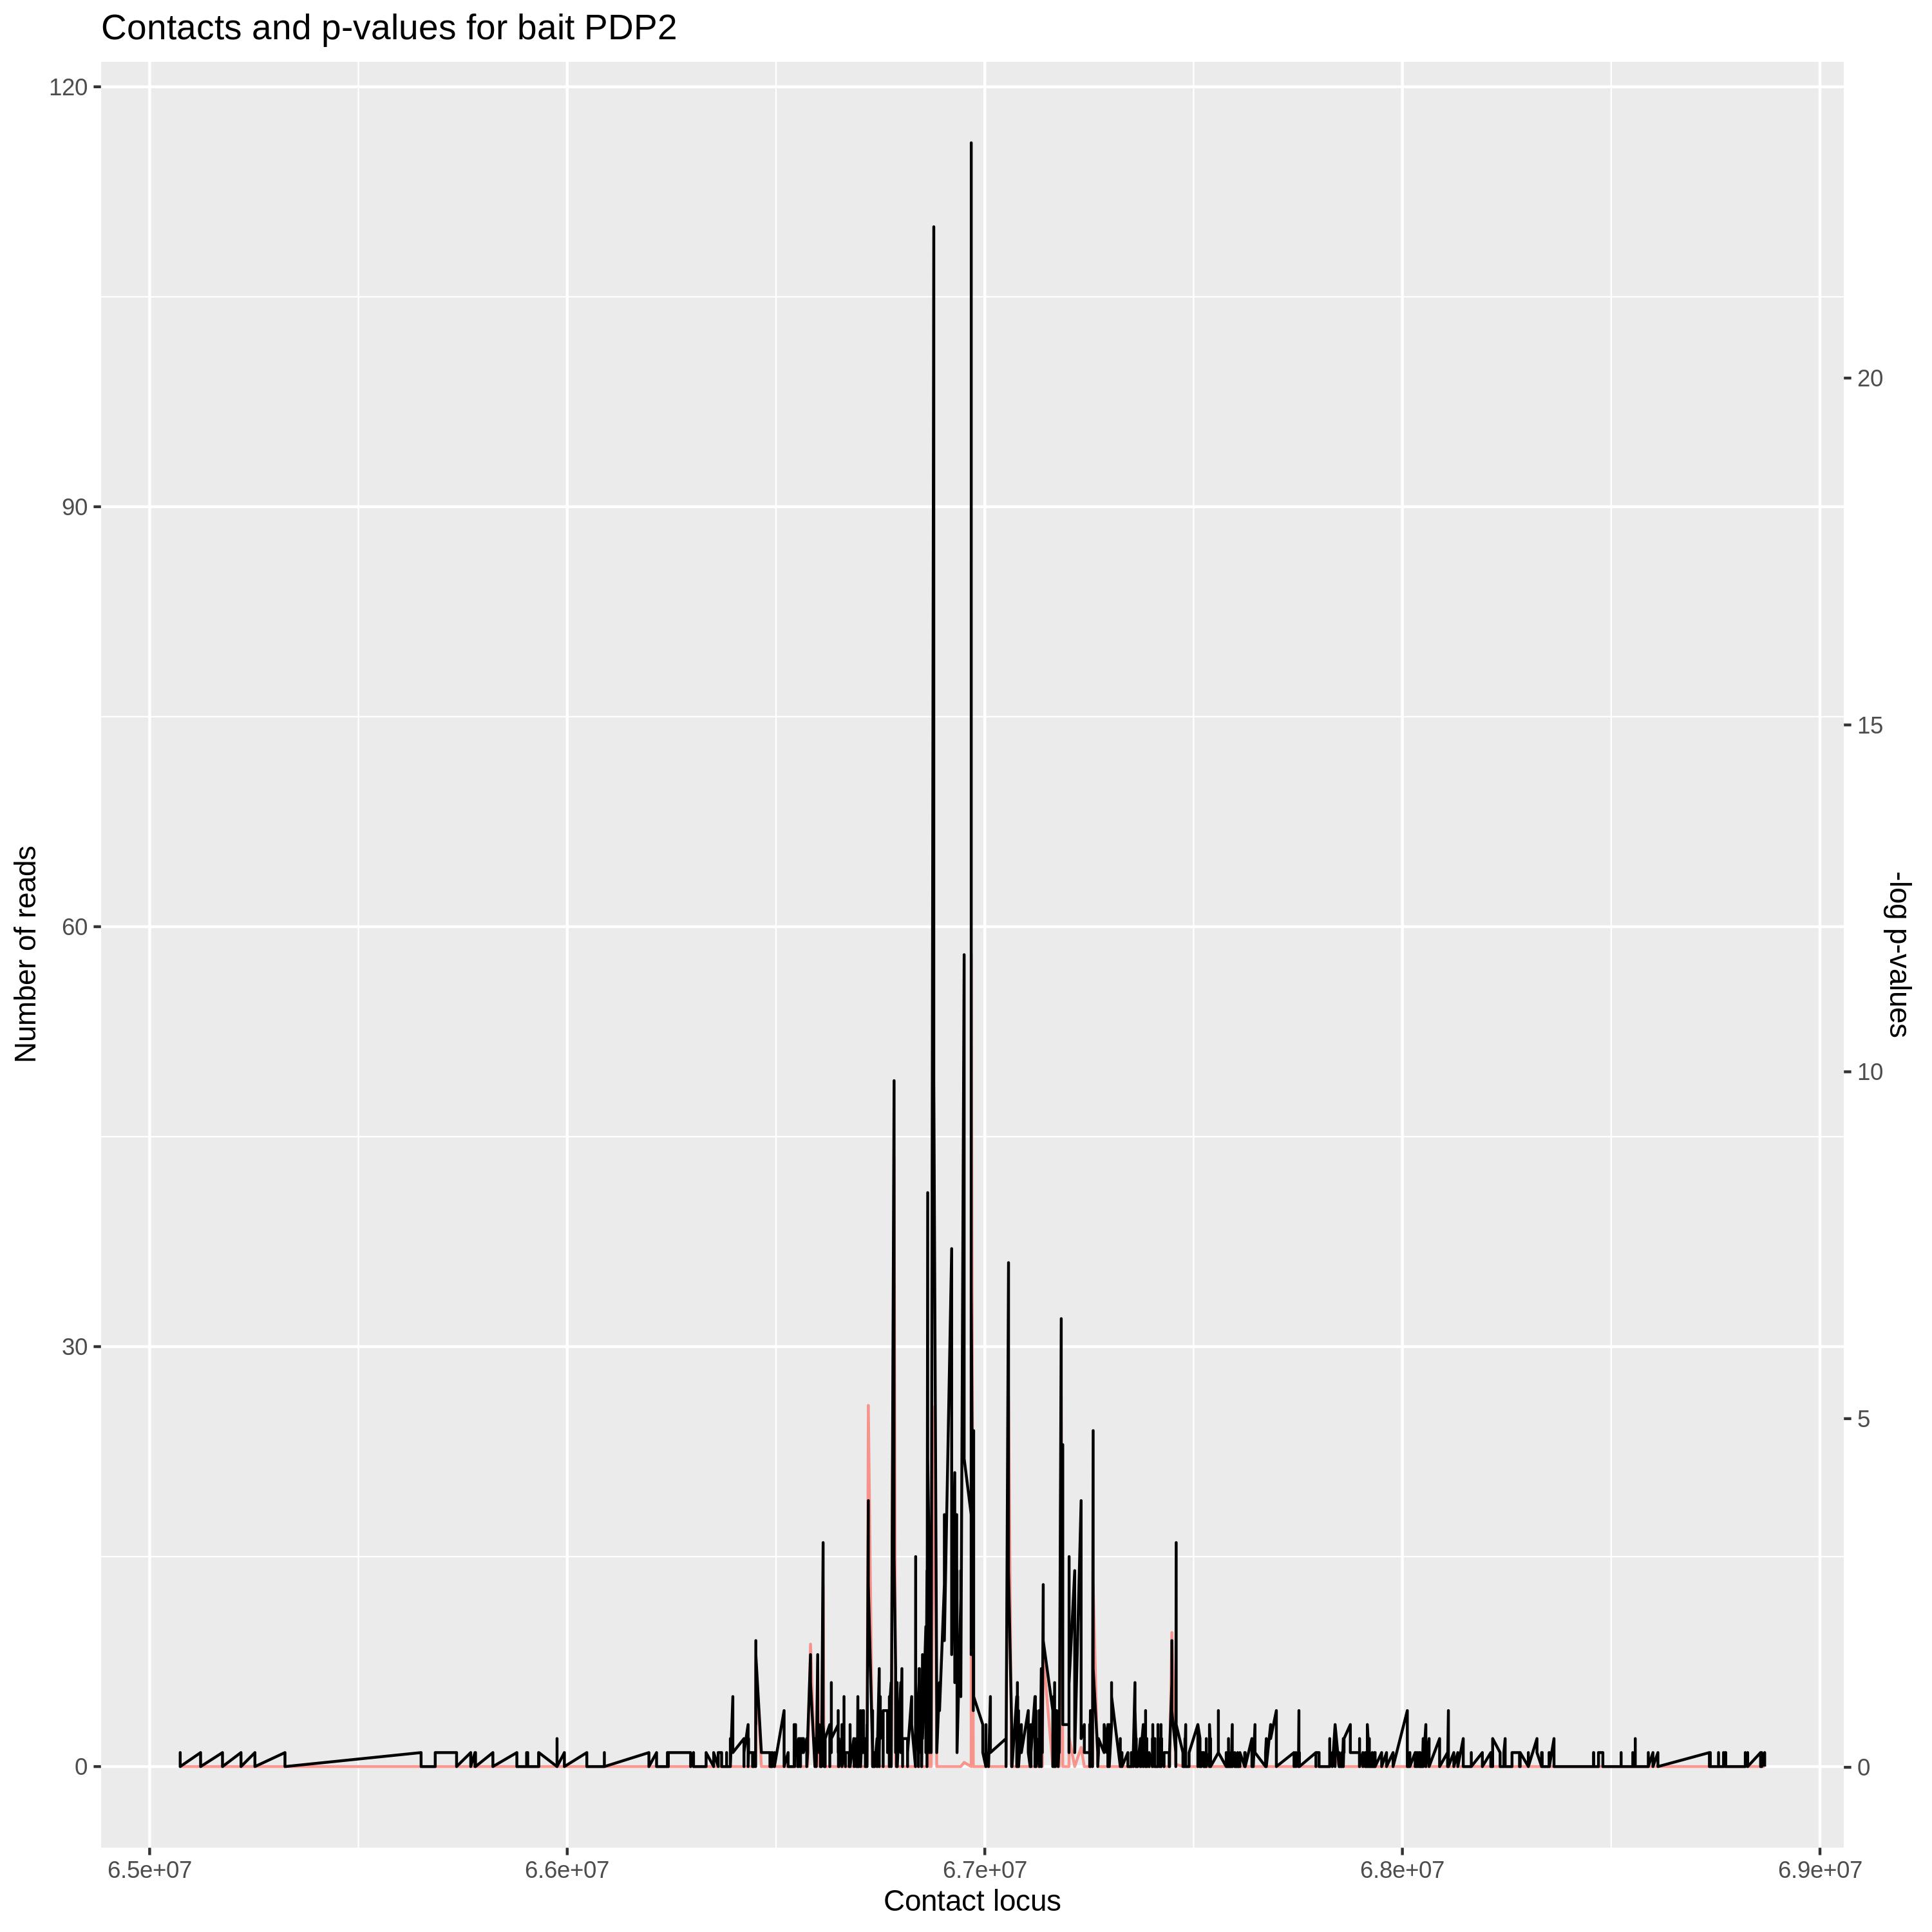 Contacts and p-values for bait PDP2
120
90
60
30
0
Number of reads
20
15
10
5
0
-log p-values
6.5e+07
6.6e+07
6.7e+07
6.8e+07
6.9e+07
Contact locus